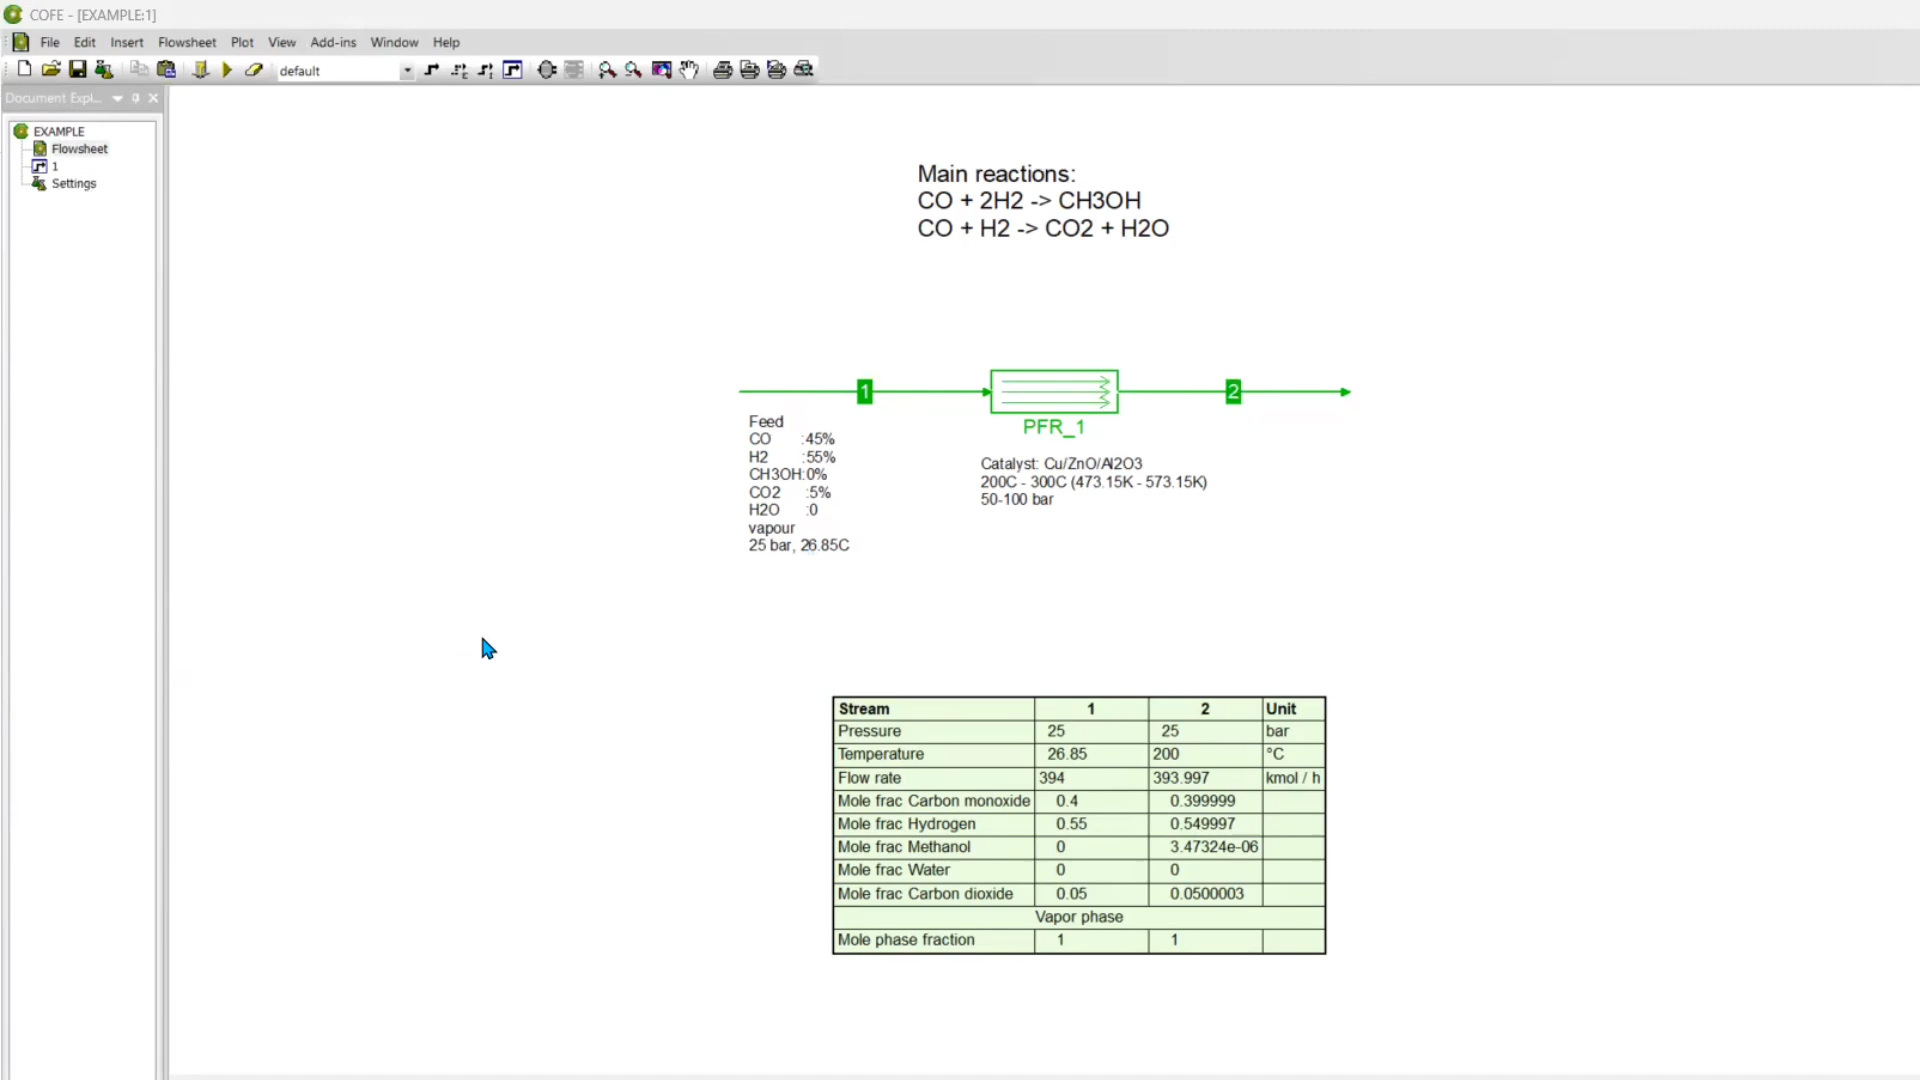 COFE - [EXAMPLE:1]
File Edit Insert Flowsheet Plot View Add-ins Window Help
default
Document Expl...
EXAMPLE
Flowsheet
1
Settings
Main reactions:
CO + 2H2 -> CH3OH
CO + H2 -> CO2 + H2O
1
2
PFR_1
Feed
CO :45%
H2 :55%
CH3OH:0%
CO2 :5%
H2O :0
vapour
25 bar, 26.85C
Catalyst: Cu/ZnO/Al2O3
200C - 300C (473.15K - 573.15K)
50-100 bar
Stream 1 2 Unit
Pressure 25 25 bar
Temperature 26.85 200 °C
Flow rate 394 393.997 kmol / h
Mole frac Carbon monoxide 0.4 0.399999
Mole frac Hydrogen 0.55 0.549997
Mole frac Methanol 0 3.47324e-06
Mole frac Water 0 0
Mole frac Carbon dioxide 0.05 0.0500003
Vapor phase
Mole phase fraction 1 1